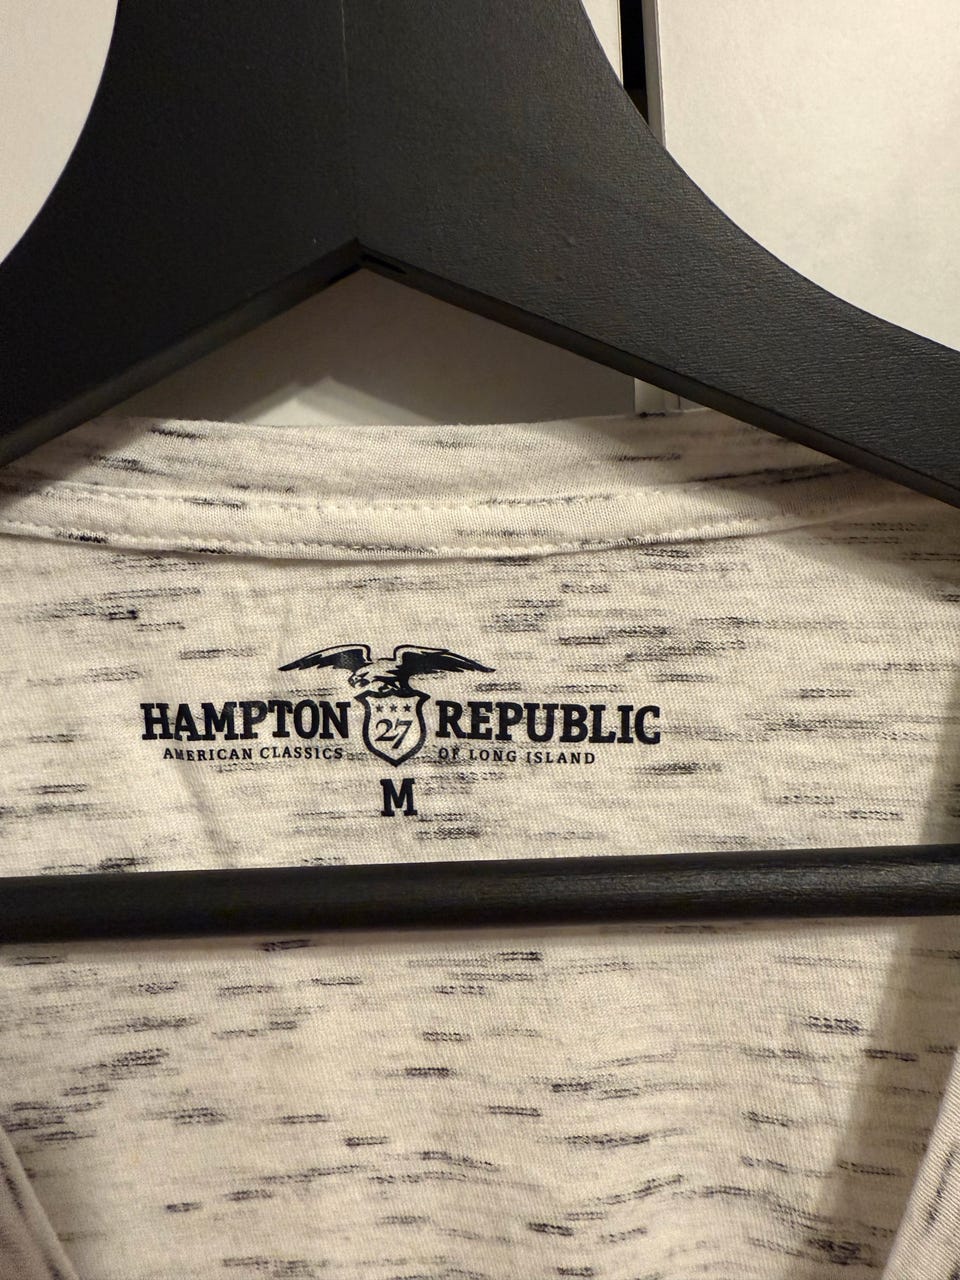 HAMPTON 27 REPUBLIC
AMERICAN CLASSICS OF LONG ISLAND
M